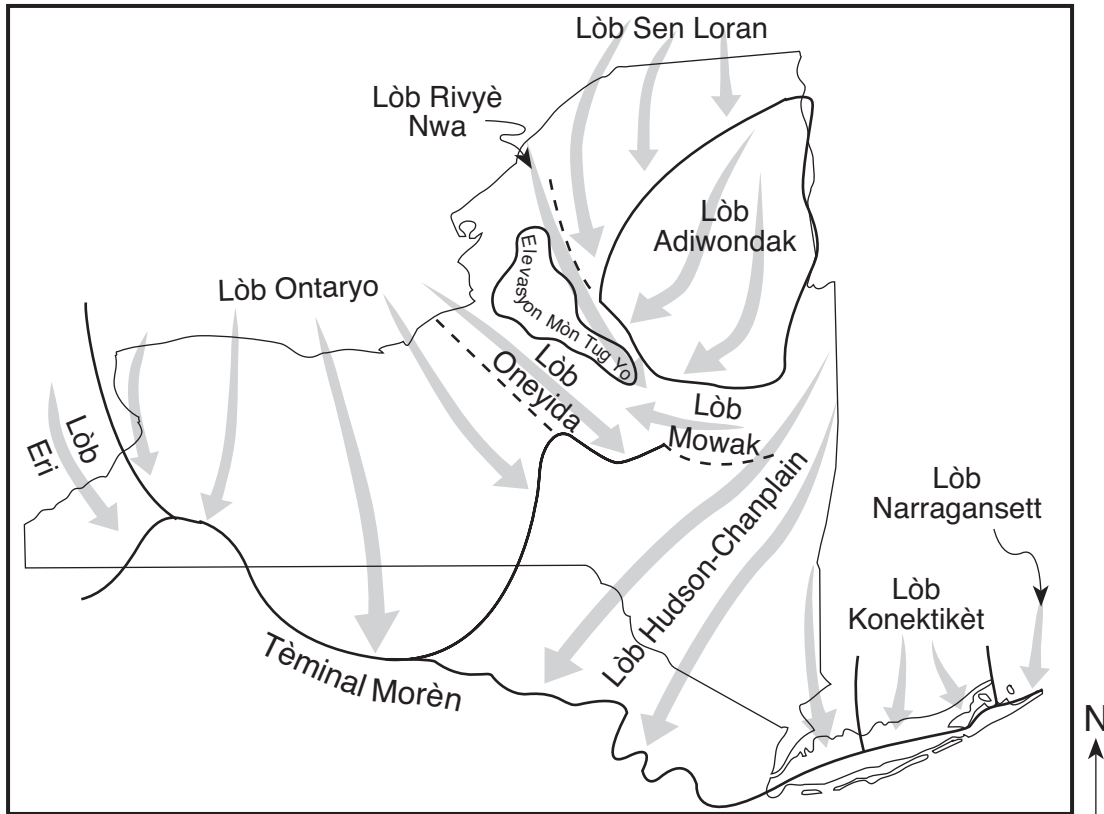 Lòb Sen Loran
Lòb Rivyè
Nwa
Lòb
Adiwondak
Elevasyon Mòn Tug Yo
Lòb Ontaryo
Lòb
Oneyida
Lòb
Mowak
Lòb
Eri
Lòb Hudson-Chanplain
Lòb
Narragansett
Lòb
Konektikèt
Tèminal Morèn
N